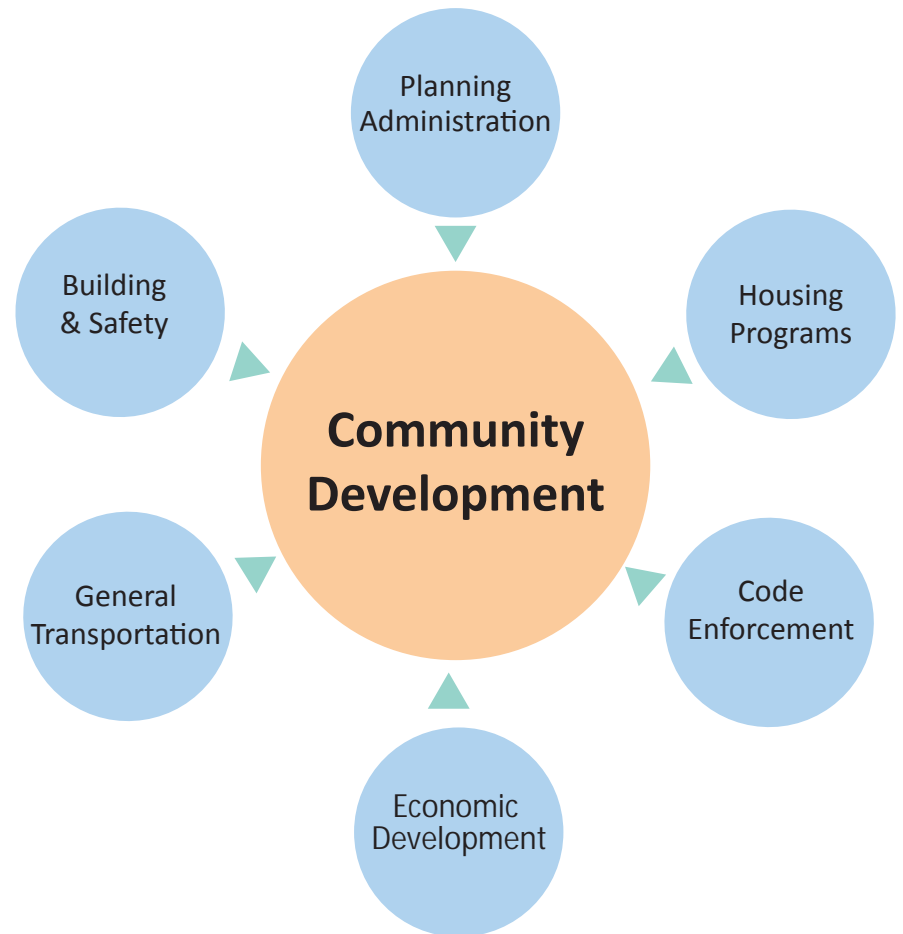 Planning
Administration
Building
& Safety
Housing
Programs
Community
Development
General
Transportation
Code
Enforcement
Economic
Development